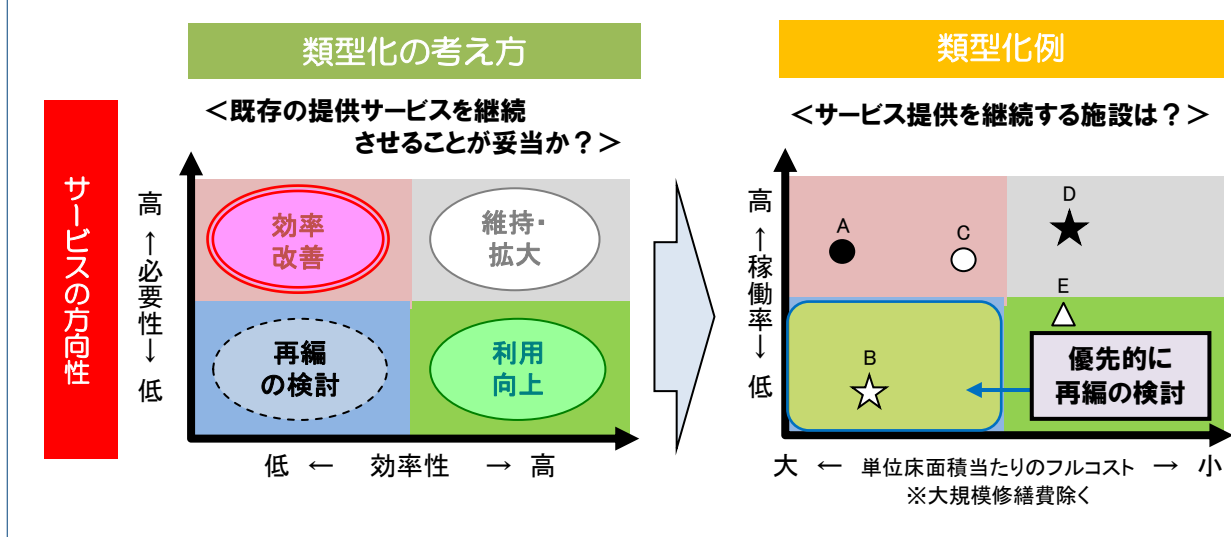 類型化の考え方
類型化例
サービスの方向性
＜既存の提供サービスを継続
させることが妥当か？＞
高 ←必要性→ 低
効率
改善
維持・
拡大
再編
の検討
利用
向上
低 ← 効率性 → 高
＜サービス提供を継続する施設は？＞
高 ←稼働率→ 低
A
C
D
E
B
優先的に
再編の検討
大 ← 単位床面積当たりのフルコスト → 小
※大規模修繕費除く